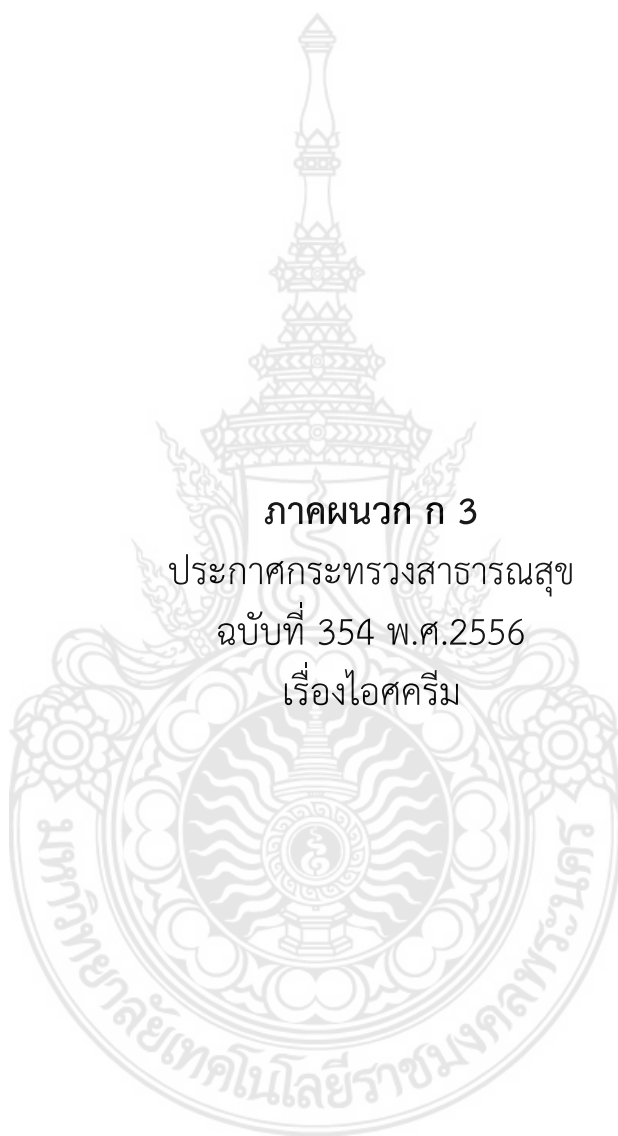 ภาคผนวก ก 3
ประกาศกระทรวงสาธารณสุข
ฉบับที่ 354 พ.ศ.2556
เรื่องไอศครีม
มหาวิทยาลัยเทคโนโลยีราชมงคลพระนคร